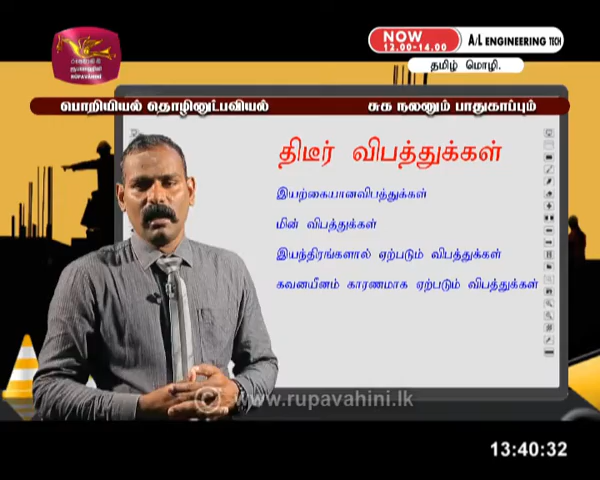 NOW
12.00-14.00
A/L ENGINEERING TECH
தமிழ் மொழி.
RUPAVAHINI
பொறியியல் தொழினுட்பவியல்
சுக நலனும் பாதுகாப்பும்
திடீர் விபத்துக்கள்
இயற்கையானவிபத்துக்கள்
மின் விபத்துக்கள்
இயந்திரங்களால் ஏற்படும் விபத்துக்கள்
கவனயீனம் காரணமாக ஏற்படும் விபத்துக்கள்
© www.rupavahini.lk
13:40:32